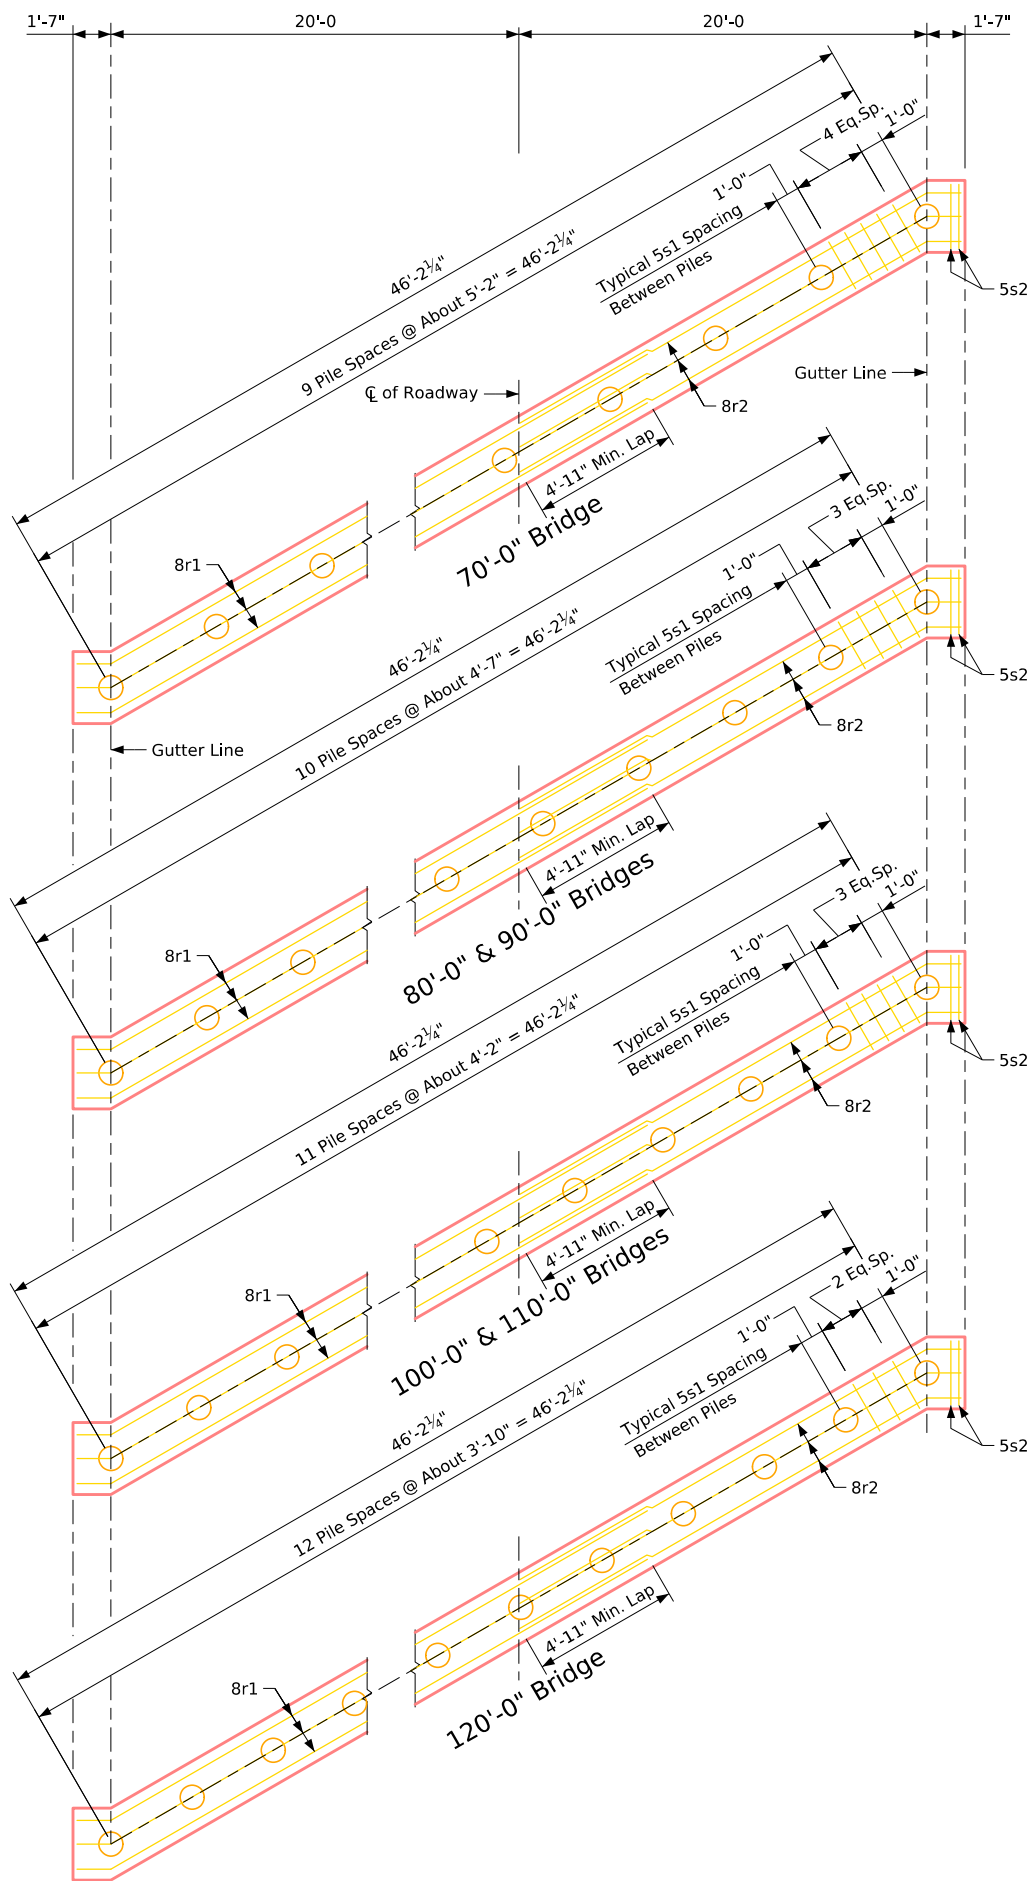 1'-7"
20'-0
20'-0
1'-7"
46'-2¼"
9 Pile Spaces @ About 5'-2" = 46'-2¼"
1'-0"
4 Eq.Sp.
1'-0"
Typical 5s1 Spacing
Between Piles
5s2
℄ of Roadway
Gutter Line
8r2
4'-11" Min. Lap
70'-0" Bridge
8r1
Gutter Line
46'-2¼"
10 Pile Spaces @ About 4'-7" = 46'-2¼"
1'-0"
3 Eq.Sp.
1'-0"
Typical 5s1 Spacing
Between Piles
5s2
8r2
4'-11" Min. Lap
80'-0" & 90'-0" Bridges
8r1
46'-2¼"
11 Pile Spaces @ About 4'-2" = 46'-2¼"
1'-0"
3 Eq.Sp.
1'-0"
Typical 5s1 Spacing
Between Piles
5s2
8r2
4'-11" Min. Lap
100'-0" & 110'-0" Bridges
8r1
46'-2¼"
12 Pile Spaces @ About 3'-10" = 46'-2¼"
1'-0"
2 Eq.Sp.
1'-0"
Typical 5s1 Spacing
Between Piles
5s2
8r2
4'-11" Min. Lap
120'-0" Bridge
8r1